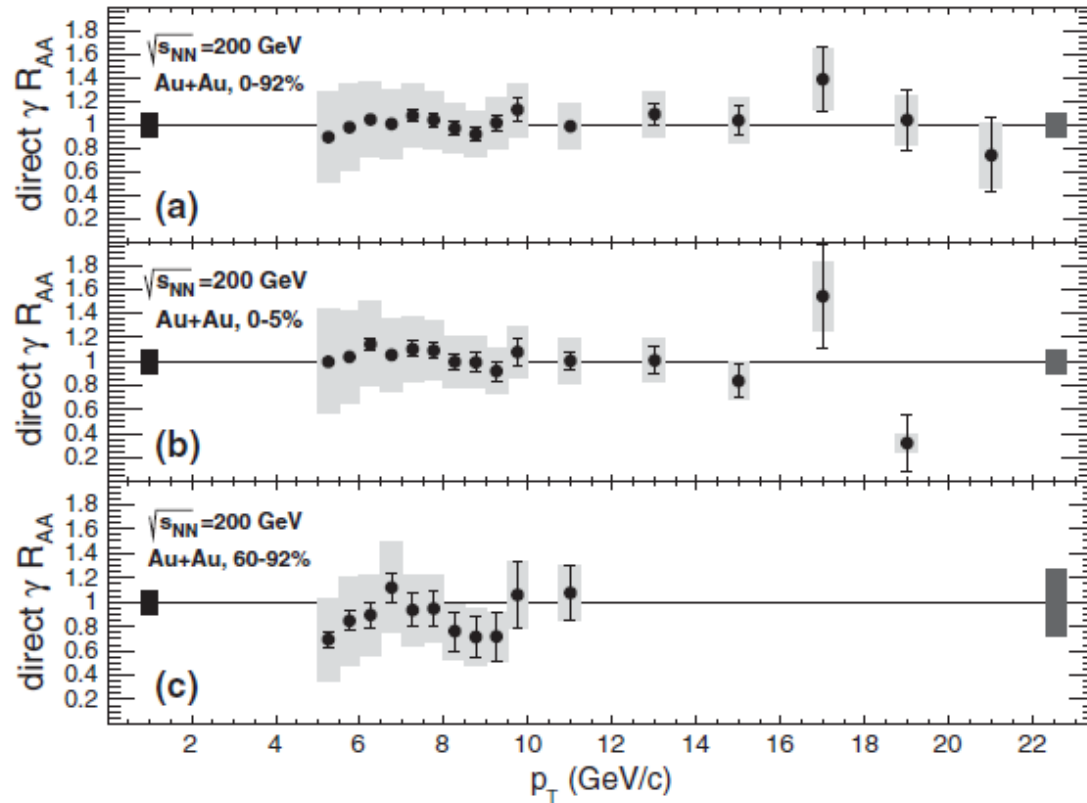 direct γ R_AA
1.8
1.6
1.4
1.2
1
0.8
0.6
0.4
0.2
√s_NN =200 GeV
Au+Au, 0-92%
(a)
direct γ R_AA
1.8
1.6
1.4
1.2
1
0.8
0.6
0.4
0.2
√s_NN =200 GeV
Au+Au, 0-5%
(b)
direct γ R_AA
1.8
1.6
1.4
1.2
1
0.8
0.6
0.4
0.2
√s_NN =200 GeV
Au+Au, 60-92%
(c)
2 4 6 8 10 12 14 16 18 20 22
p_T (GeV/c)